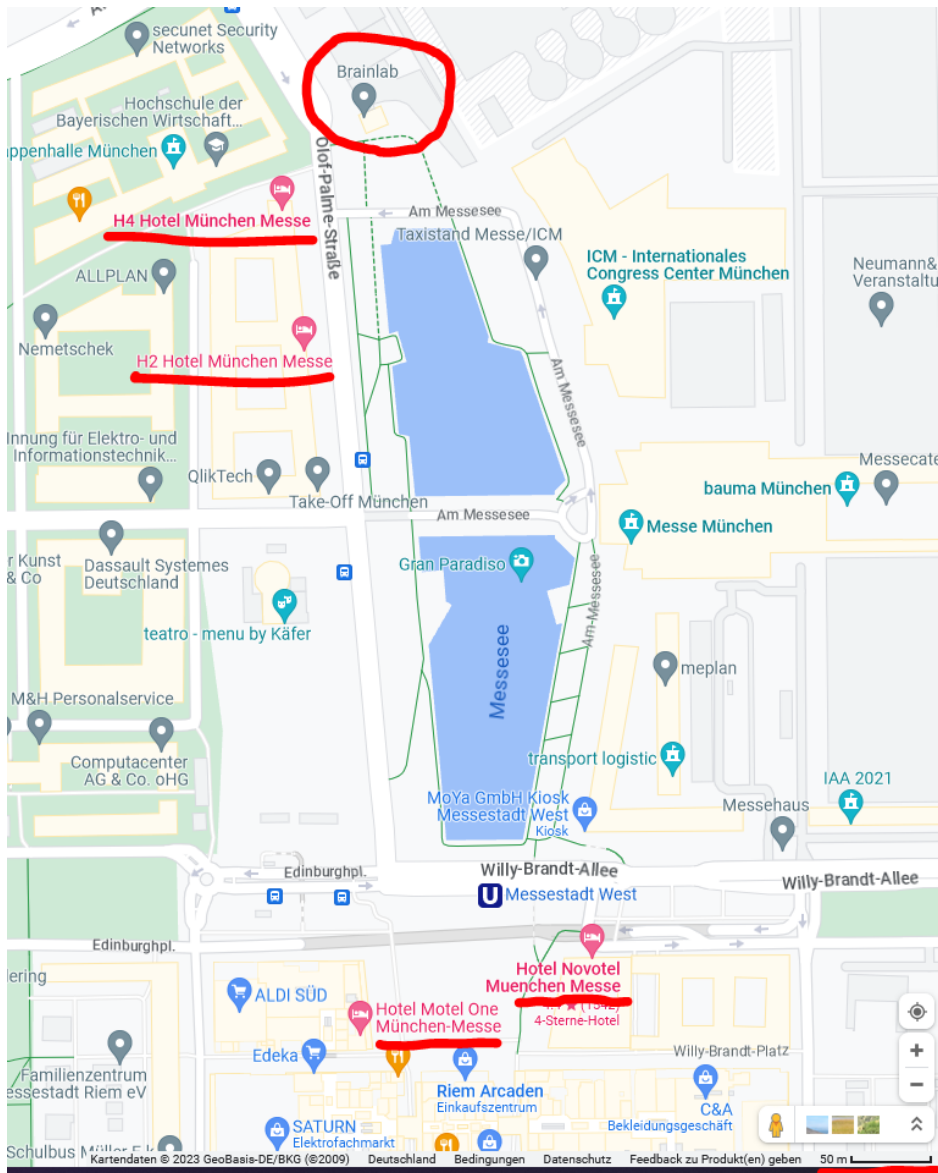 secunet Security
Networks
Brainlab
Hochschule der
Bayerischen Wirtschaft...
appenhalle München
Olof-Palme-Straße
H4 Hotel München Messe
Am Messesee
Taxistand Messe/ICM
ICM - Internationales
Congress Center München
Neumann&
Veranstaltu
ALLPLAN
Nemetschek
H2 Hotel München Messe
Am Messesee
Innung für Elektro- und
Informationstechnik...
QlikTech
Take-Off München
Messecate
bauma München
Am Messesee
Messe München
r Kunst
& Co
Dassault Systemes
Deutschland
Gran Paradiso
Am-Messesee
teatro - menu by Käfer
Messesee
meplan
M&H Personalservice
Computacenter
AG & Co. oHG
transport logistic
IAA 2021
MoYa GmbH Kiosk
Messestadt West
Kiosk
Messehaus
Edinburghpl.
Willy-Brandt-Allee
Willy-Brandt-Allee
U Messestadt West
Edinburghpl.
ering
ALDI SÜD
Hotel Novotel
Muenchen Messe
4-Sterne-Hotel
Hotel Motel One
München-Messe
Edeka
Willy-Brandt-Platz
Familienzentrum
essestadt Riem eV
Riem Arcaden
Einkaufszentrum
C&A
Bekleidungsgeschäft
SATURN
Elektrofachmarkt
Schulbus Müller E.k
Kartendaten © 2023 GeoBasis-DE/BKG (©2009) Deutschland Bedingungen Datenschutz Feedback zu Produkt(en) geben 50 m